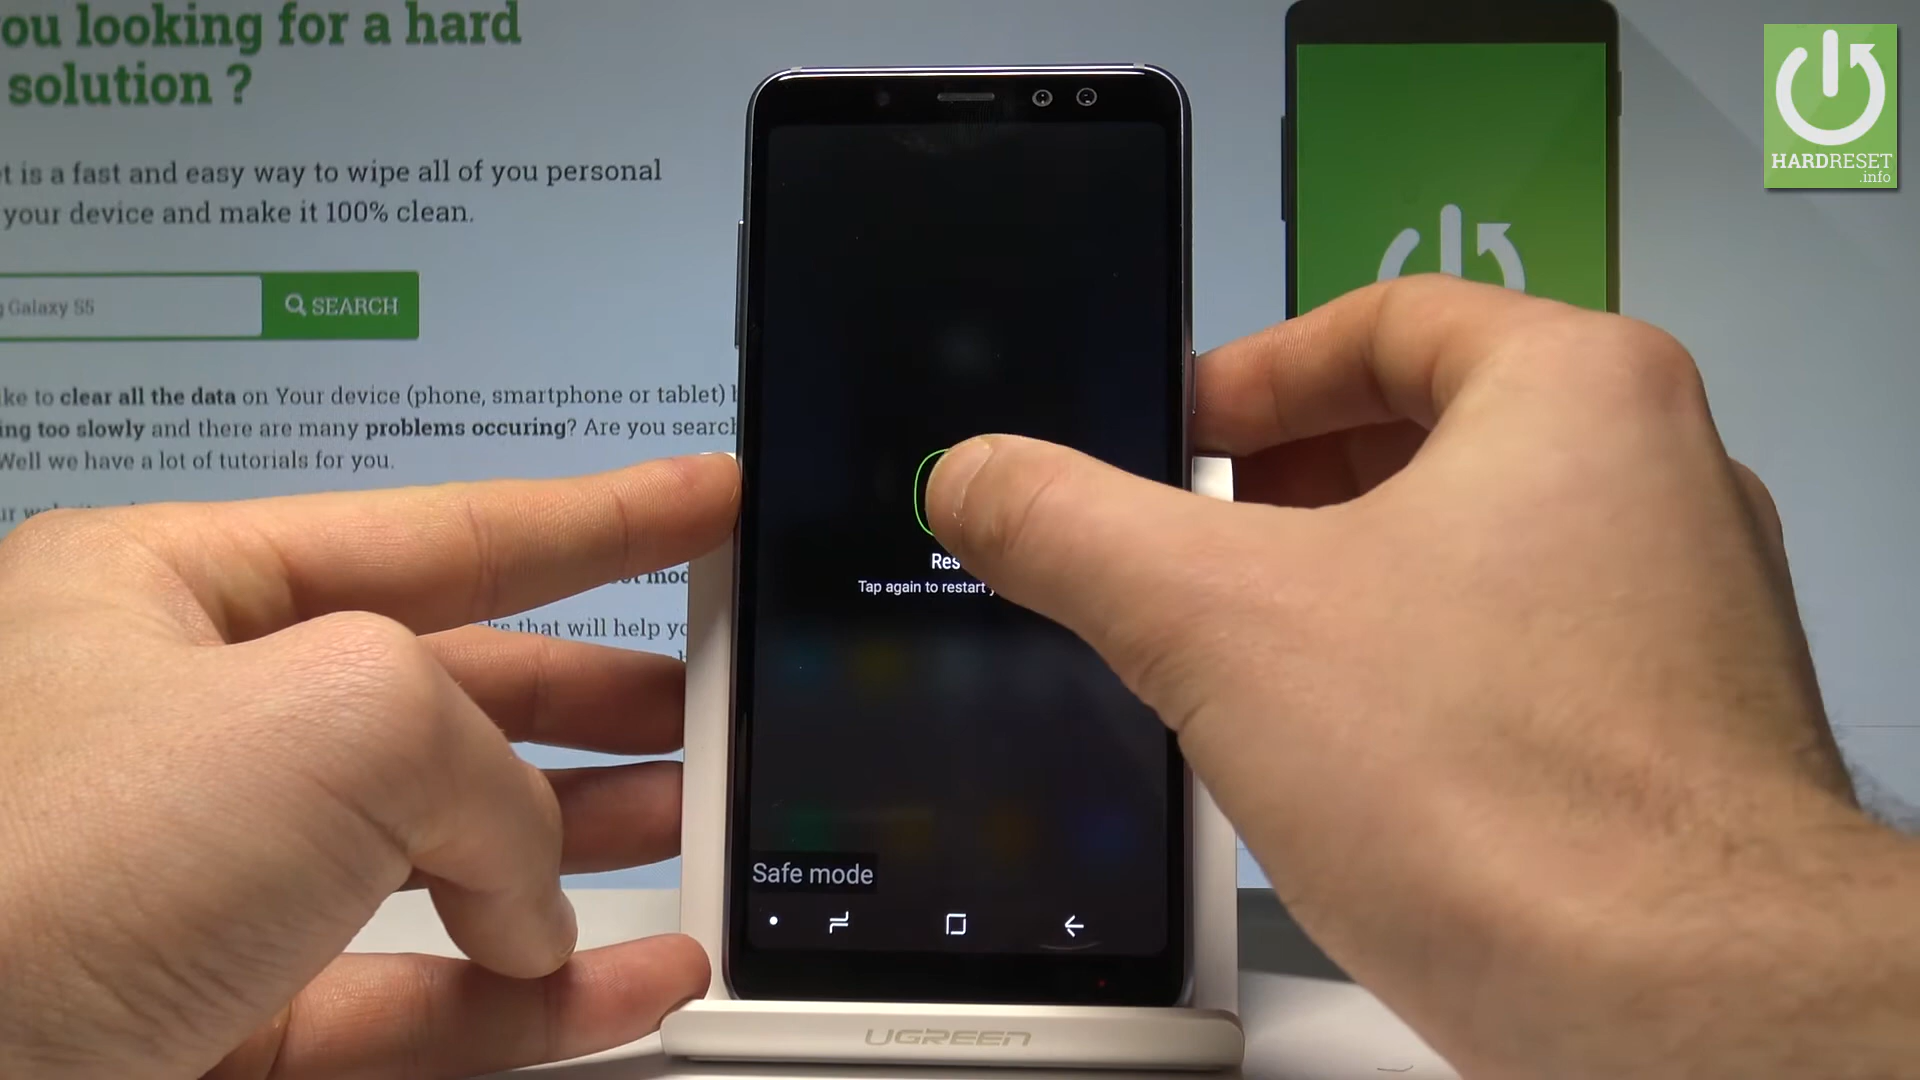 ou looking for a hard
solution ?
t is a fast and easy way to wipe all of you personal
your device and make it 100% clean.
Galaxy S5
SEARCH
ke to clear all the data on Your device (phone, smartphone or tablet)
ing too slowly and there are many problems occuring? Are you search
Well we have a lot of tutorials for you.
that will help yo
HARDRESET
.info
Res
Tap again to restart y
Safe mode
UGREEN